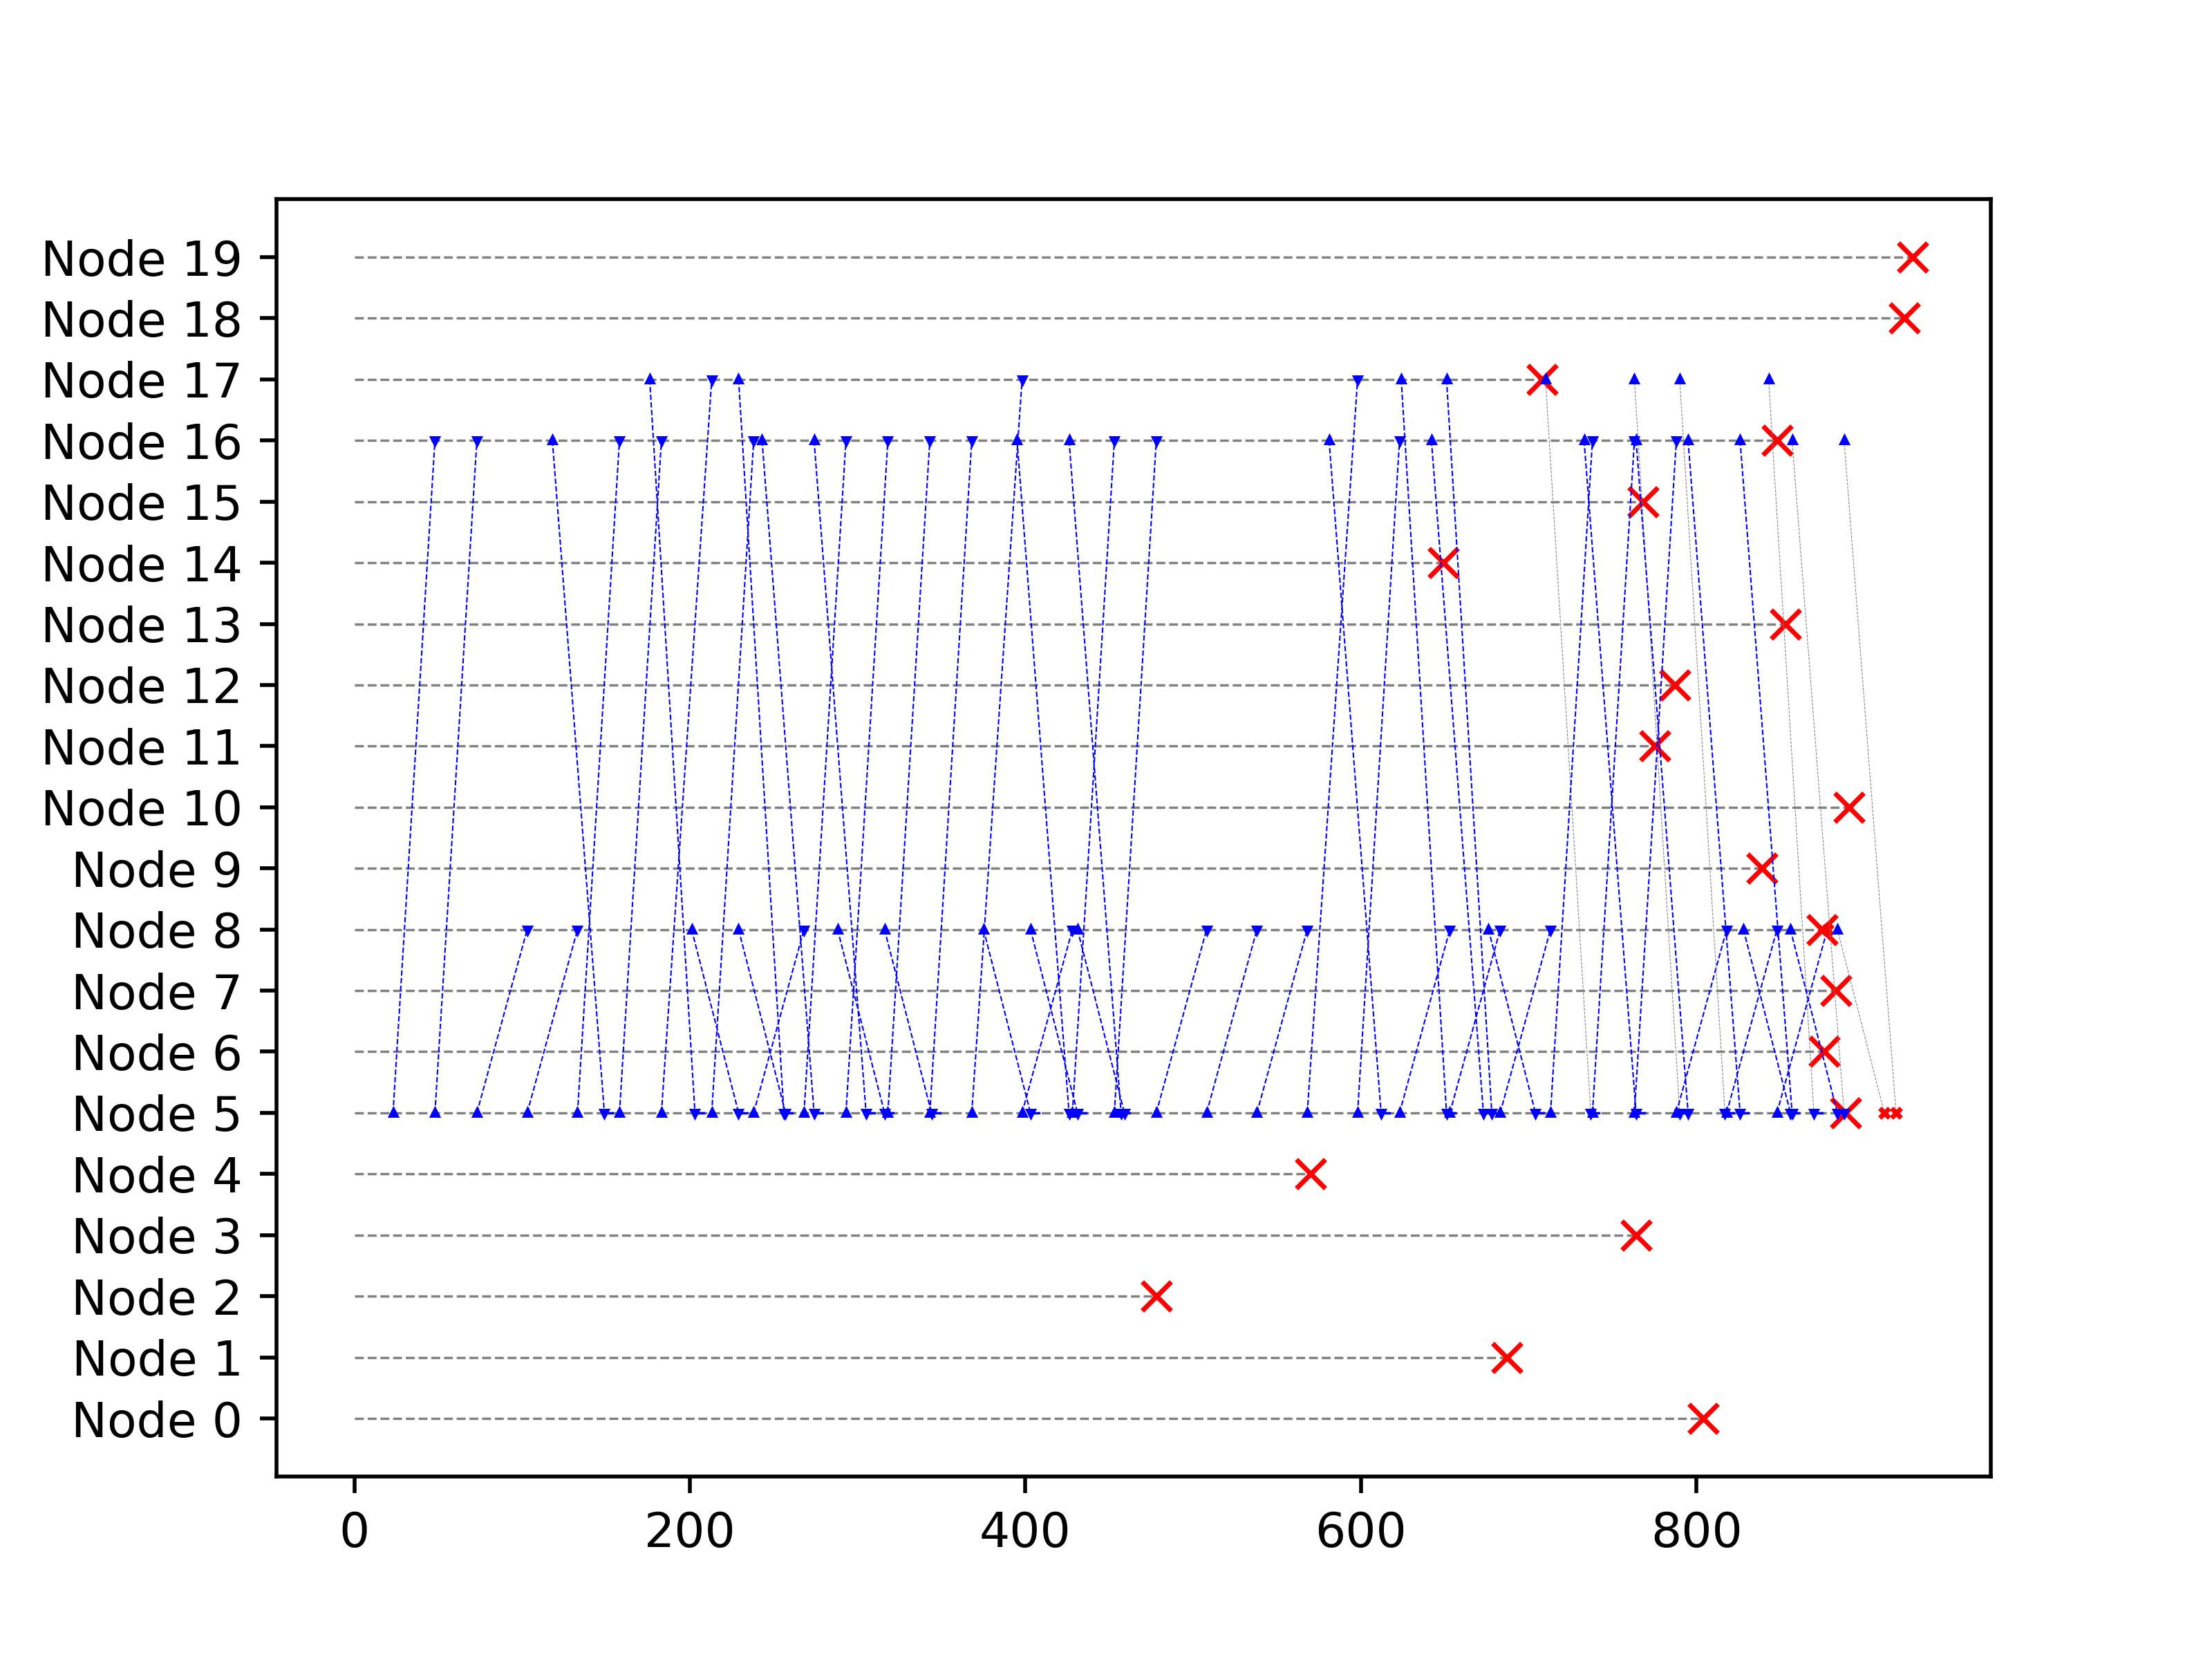 Node 19
Node 18
Node 17
Node 16
Node 15
Node 14
Node 13
Node 12
Node 11
Node 10
Node 9
Node 8
Node 7
Node 6
Node 5
Node 4
Node 3
Node 2
Node 1
Node 0
0 200 400 600 800